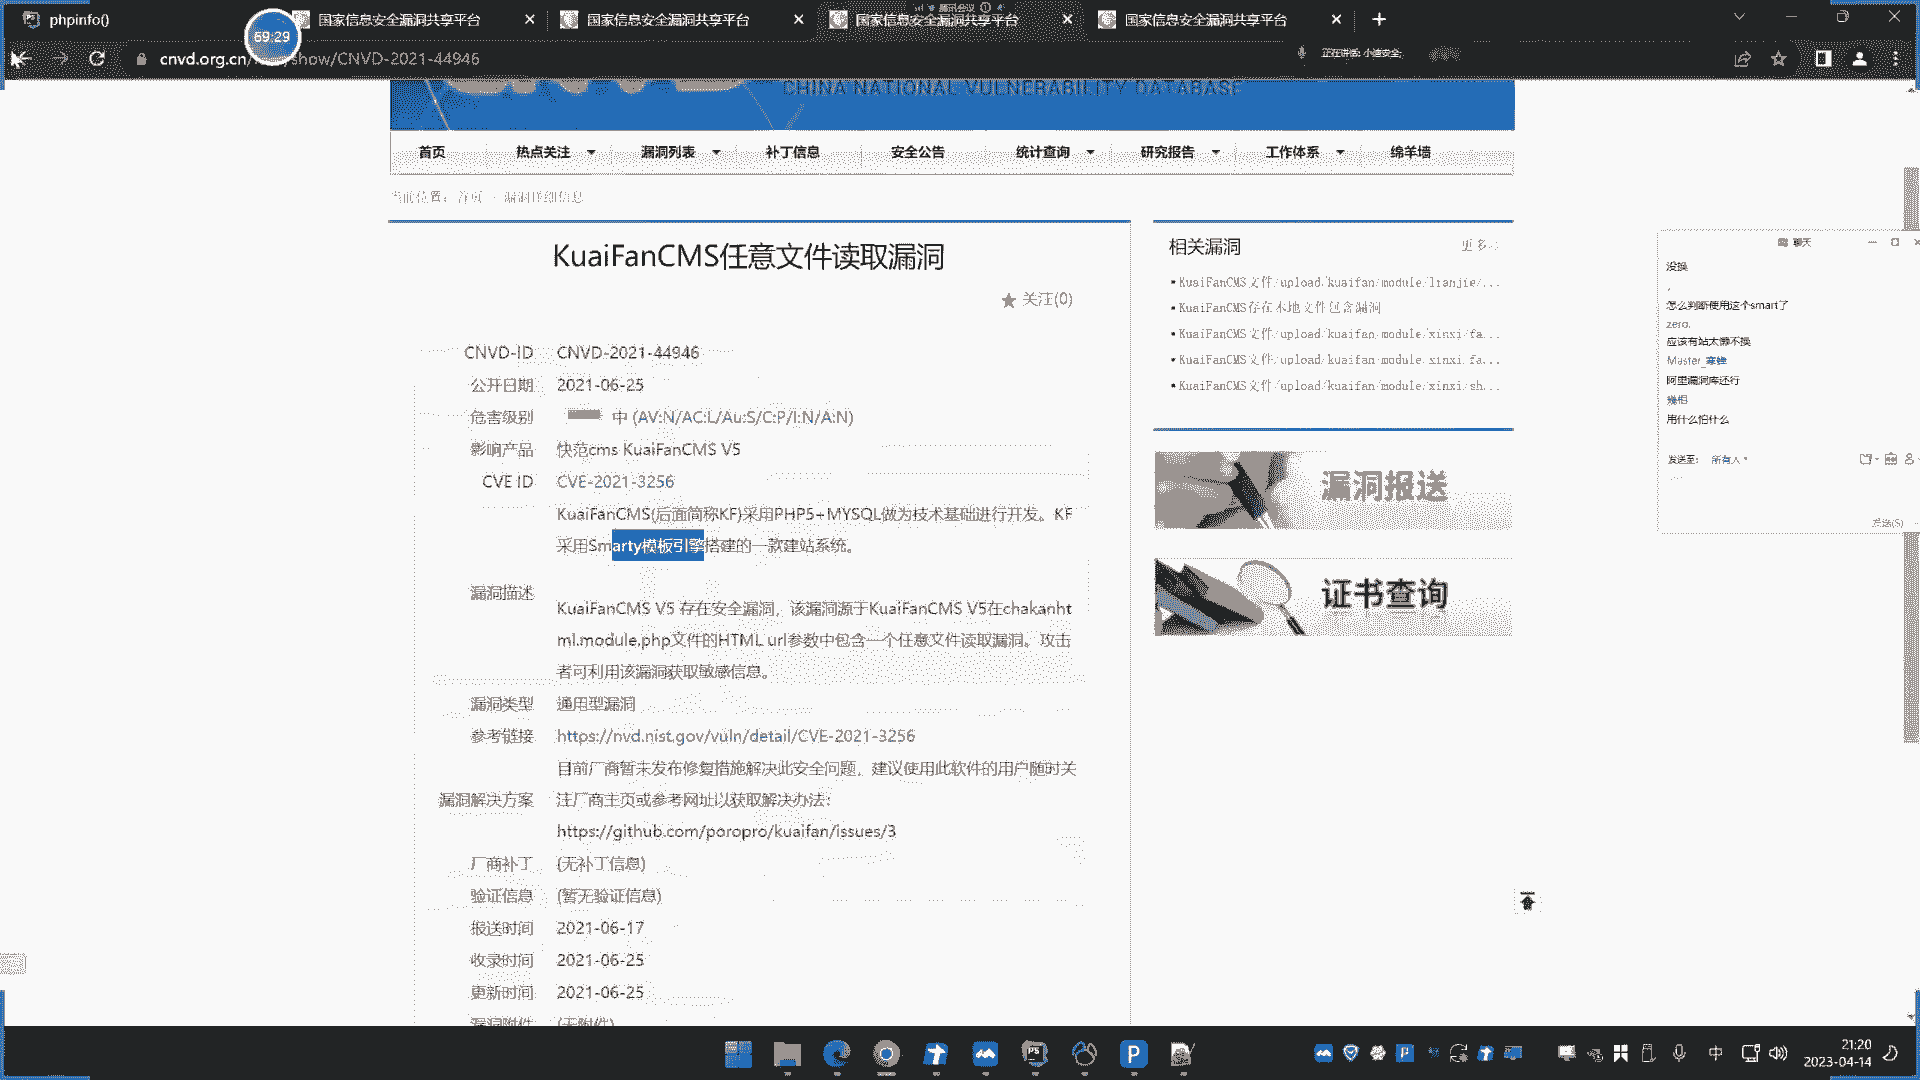 phpinfo()
国家信息安全漏洞共享平台
国家信息安全漏洞共享平台
国家信息安全漏洞共享平台
国家信息安全漏洞共享平台
69:29
cnvd.org.cn/
show/CNVD-2021-44946
正在讲话: 小迪安全
CHINA NATIONAL VULNERABILITY DATABASE
首页 热点关注 漏洞列表 补丁信息 安全公告 统计查询 研究报告 工作体系 绵羊墙
当前位置：首页 漏洞详细信息
KuaiFanCMS任意文件读取漏洞
关注(0)
CNVD-ID CNVD-2021-44946
公开日期 2021-06-25
危害级别 中 (AV:N/AC:L/Au:S/C:P/I:N/A:N)
影响产品 快范cms KuaiFanCMS V5
CVE ID CVE-2021-3256
KuaiFanCMS(后面简称KF)采用PHP5+MYSQL做为技术基础进行开发。KF
采用Smarty模板引擎搭建的一款建站系统。
漏洞描述
KuaiFanCMS V5 存在安全漏洞，该漏洞源于KuaiFanCMS V5在chakanht
ml.module.php文件的HTML url参数中包含一个任意文件读取漏洞。攻击
者可利用该漏洞获取敏感信息。
漏洞类型 通用型漏洞
参考链接 https://nvd.nist.gov/vuln/detail/CVE-2021-3256
目前厂商暂未发布修复措施解决此安全问题，建议使用此软件的用户随时关
漏洞解决方案 注厂商主页或参考网址以获取解决办法：
https://github.com/poropro/kuaifan/issues/3
厂商补丁 (无补丁信息)
验证信息 (暂无验证信息)
报送时间 2021-06-17
收录时间 2021-06-25
更新时间 2021-06-25
漏洞附件 (无附件)
相关漏洞 更多
KuaiFanCMS文件/upload/kuaifan/module/lianjie/...
KuaiFanCMS存在本地文件包含漏洞
KuaiFanCMS文件/upload/kuaifan/module/xinxi/fa...
KuaiFanCMS文件/upload/kuaifan/module/xinxi/fa...
KuaiFanCMS文件/upload/kuaifan/module/xinxi/sh...
漏洞报送
证书查询
聊天
没换
怎么判断使用这个smart了
zero.
应该有站太懒不换
阿里漏洞库还行
用什么怕什么
发送至: 所有人
发送(S)
中
21:20
2023-04-14